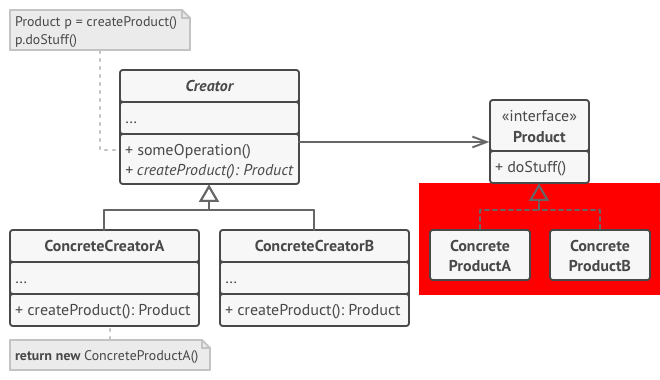 Product p = createProduct()
p.doStuff()
Creator
...
+ someOperation()
+ createProduct(): Product
«interface»
Product
+ doStuff()
ConcreteCreatorA
...
+ createProduct(): Product
ConcreteCreatorB
...
+ createProduct(): Product
Concrete
ProductA
Concrete
ProductB
return new ConcreteProductA()